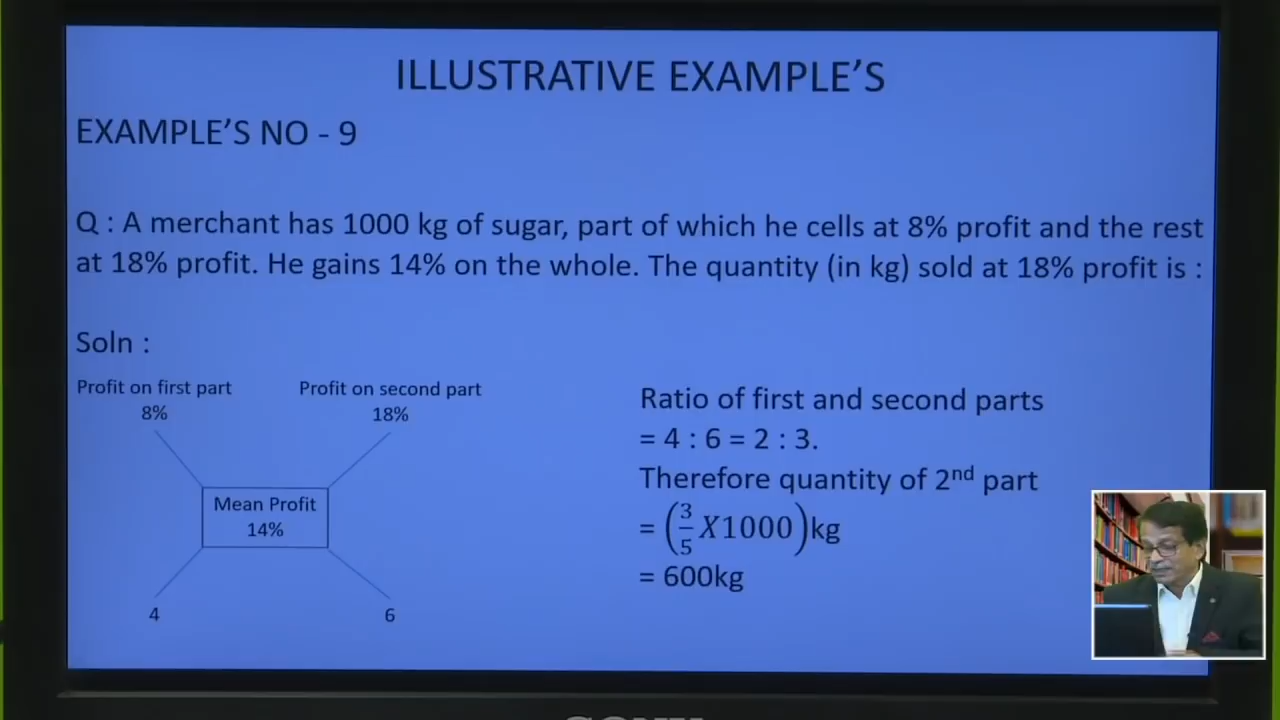 ILLUSTRATIVE EXAMPLE'S
EXAMPLE'S NO - 9
Q : A merchant has 1000 kg of sugar, part of which he cells at 8% profit and the rest
at 18% profit. He gains 14% on the whole. The quantity (in kg) sold at 18% profit is :
Soln :
Profit on first part
8%
Profit on second part
18%
Mean Profit
14%
4
6
Ratio of first and second parts
= 4 : 6 = 2 : 3.
Therefore quantity of 2nd part
= (3/5 X1000)kg
= 600kg